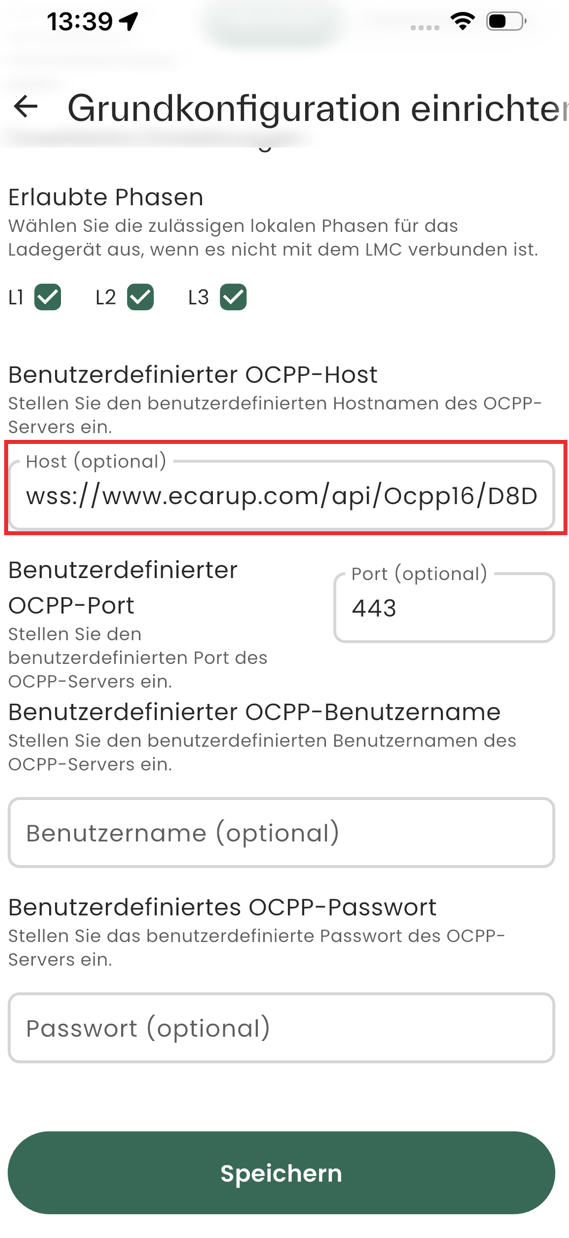 13:39
Grundkonfiguration einrichten
Erlaubte Phasen
Wählen Sie die zulässigen lokalen Phasen für das
Ladegerät aus, wenn es nicht mit dem LMC verbunden ist.
L1 L2 L3
Benutzerdefinierter OCPP-Host
Stellen Sie den benutzerdefinierten Hostnamen des OCPP-
Servers ein.
Host (optional)
wss://www.ecarup.com/api/Ocpp16/D8D
Benutzerdefinierter
OCPP-Port
Stellen Sie den
benutzerdefinierten Port des
OCPP-Servers ein.
Port (optional)
443
Benutzerdefinierter OCPP-Benutzername
Stellen Sie den benutzerdefinierten Benutzernamen des
OCPP-Servers ein.
Benutzername (optional)
Benutzerdefiniertes OCPP-Passwort
Stellen Sie das benutzerdefinierte Passwort des OCPP-
Servers ein.
Passwort (optional)
Speichern